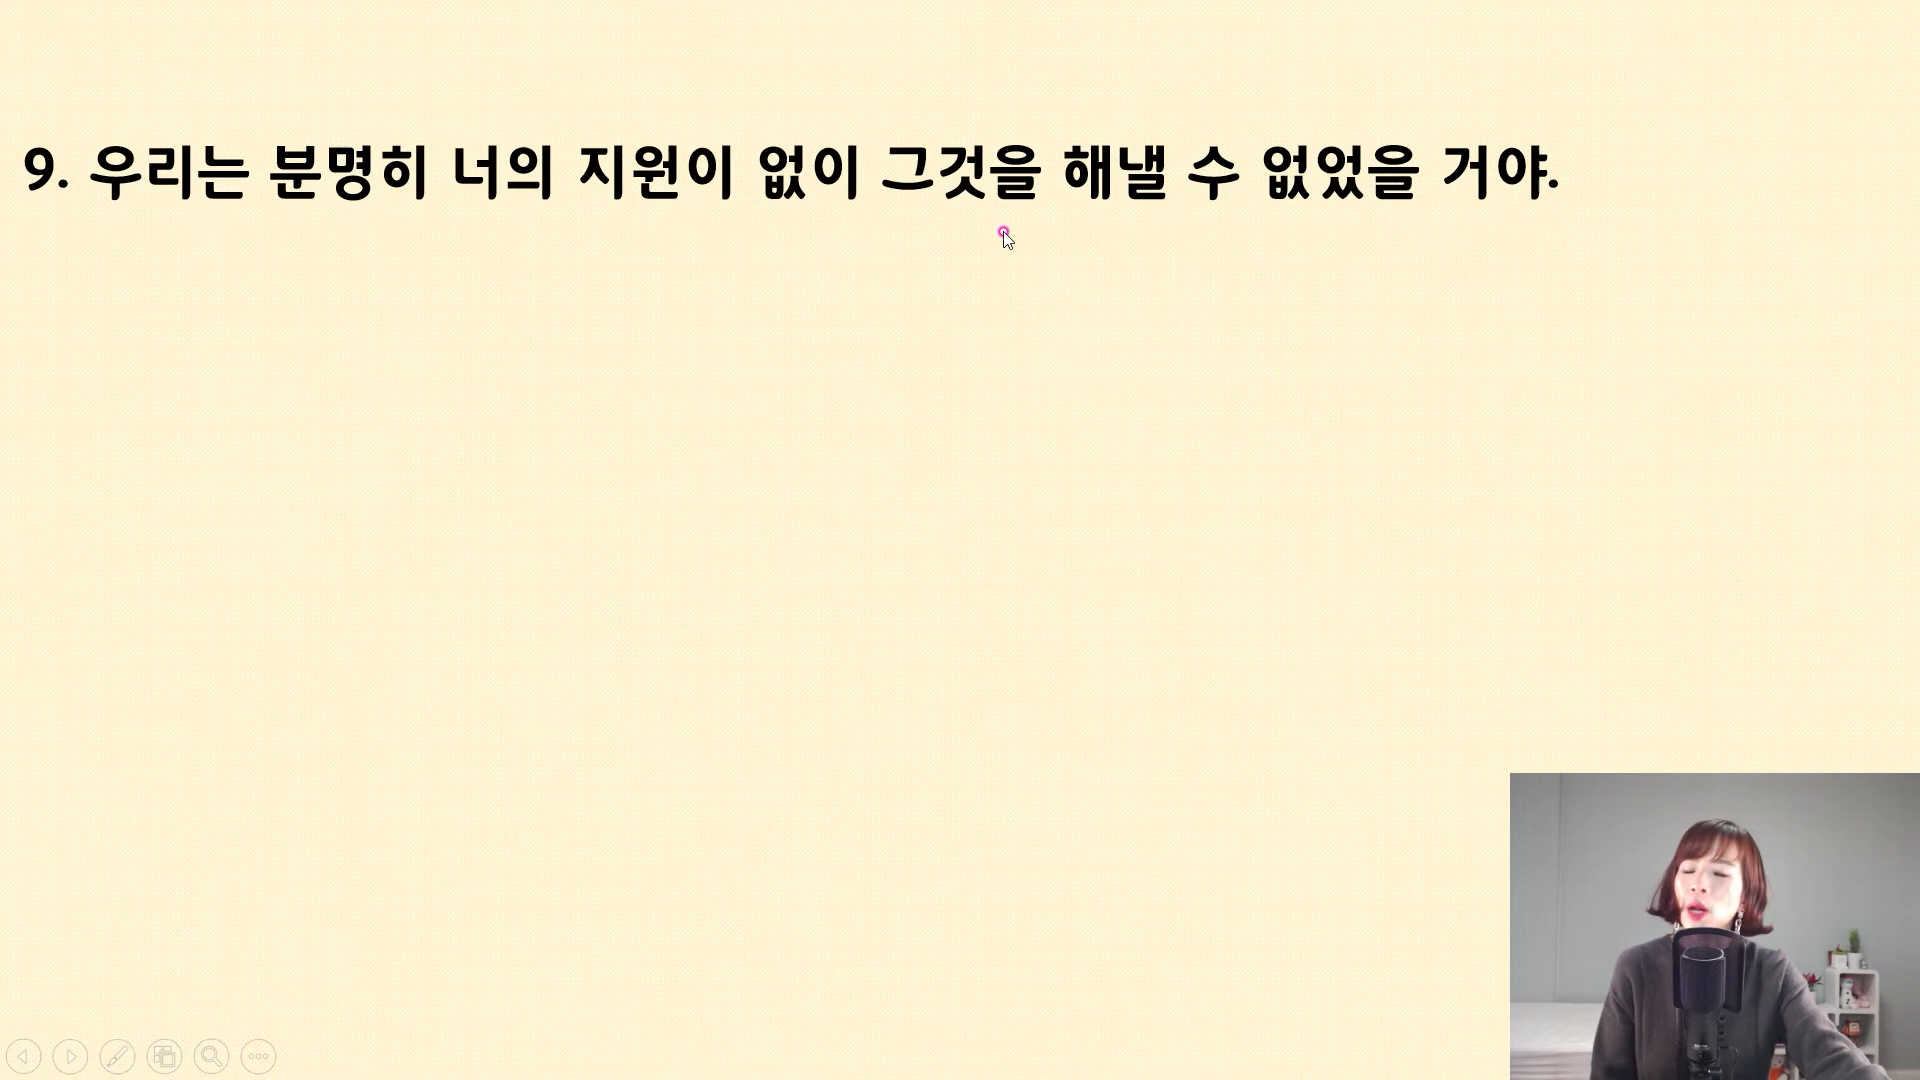 9. 우리는 분명히 너의 지원이 없이 그것을 해낼 수 없었을 거야.